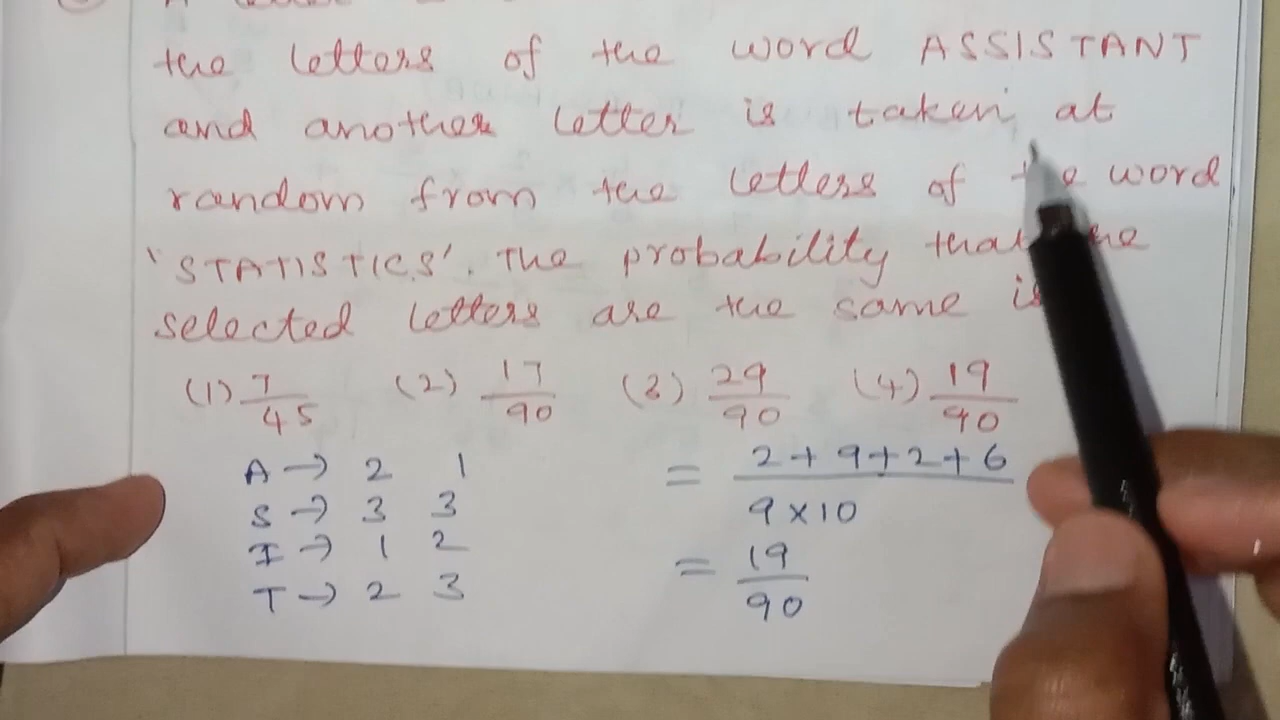 the letters of the word ASSISTANT
and another letter is taken at
random from the letters of the word
'STATISTICS'. The probability that the
selected letters are the same is
(1) 7/45 (2) 17/90 (3) 29/90 (4) 19/90
A → 2 1
S → 3 3
I → 1 2
T → 2 3
= 2+9+2+6 / 9×10
= 19/90